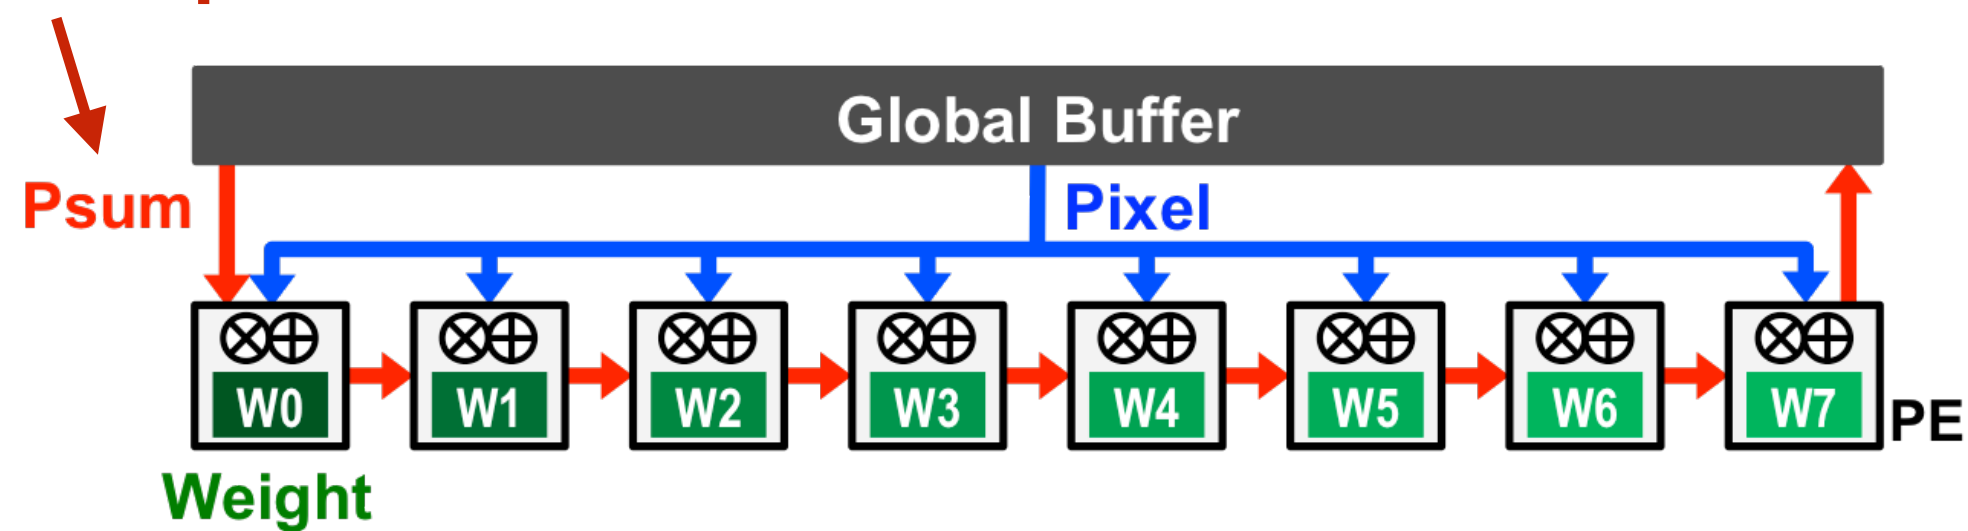 Global Buffer
Psum
Pixel
W0 W1 W2 W3 W4 W5 W6 W7
PE
Weight